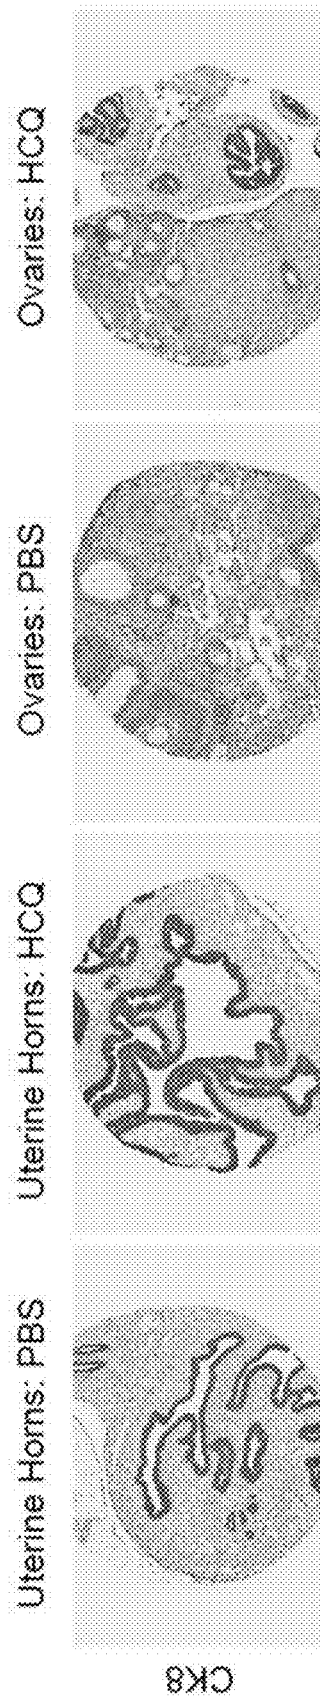 Uterine Horns: PBS
Uterine Horns: HCQ
Ovaries: PBS
Ovaries: HCQ
CK8